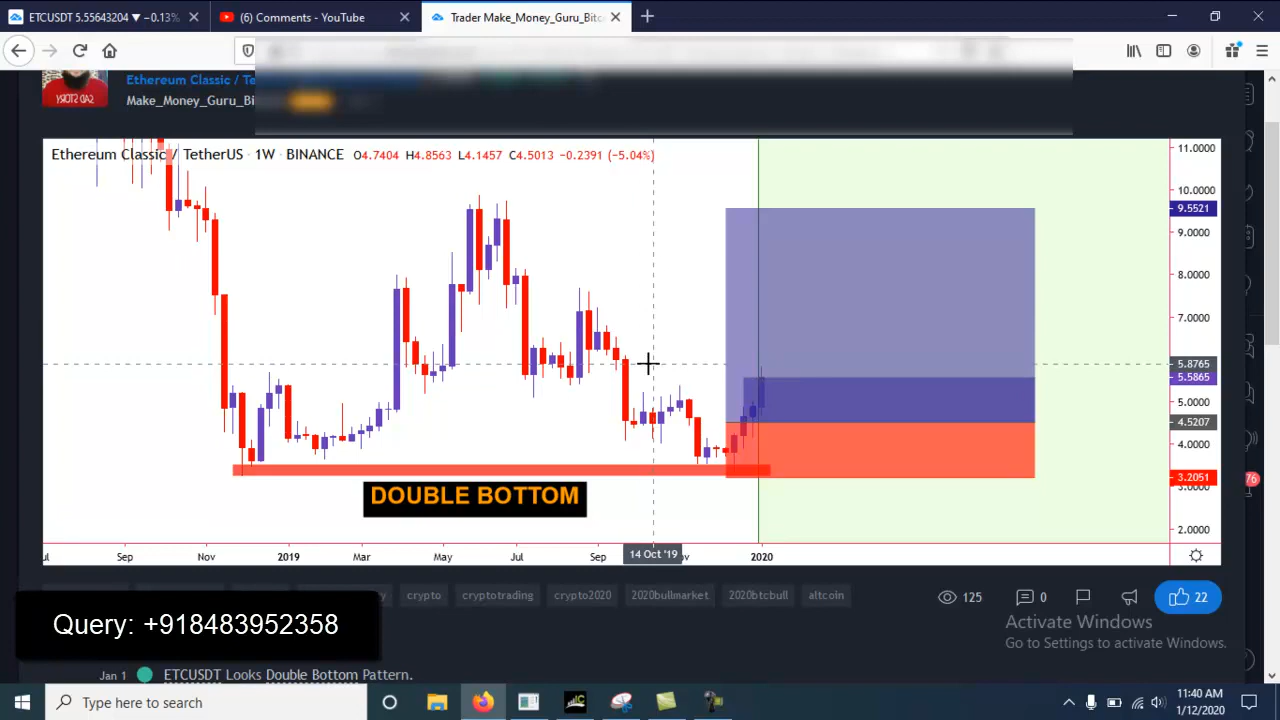 ETCUSDT 5.55643204 ▼ −0.13%
(6) Comments - YouTube
Trader Make_Money_Guru_Bitc
Ethereum Classic / Te
Make_Money_Guru_Bi
SAD STORY
Ethereum Classic / TetherUS 1W · BINANCE O4.7404 H4.8563 L4.1457 C4.5013 −0.2391 (−5.04%)
11.0000
10.0000
9.5521
9.0000
8.0000
7.0000
5.8765
5.5865
5.0000
4.5207
4.0000
3.2051
3.0000
2.0000
76
DOUBLE BOTTOM
Sep Nov 2019 Mar May Jul Sep 14 Oct '19 2020
crypto cryptotrading crypto2020 2020bullmarket 2020btcbull altcoin 125 0 22
Query: +918483952358
Activate Windows
Go to Settings to activate Windows.
Jan 1 ETCUSDT Looks Double Bottom Pattern.
Type here to search
11:40 AM
1/12/2020